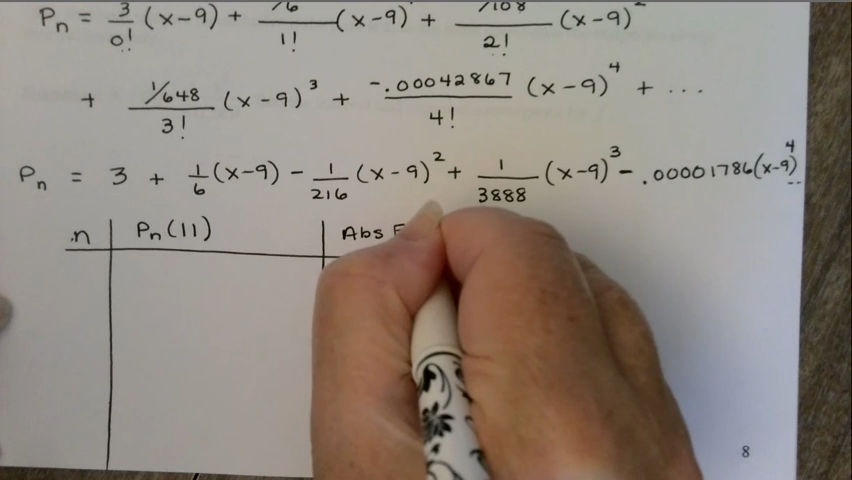 Pn = 3/0! (x-9) + /6/1! (x-9) + /108/2! (x-9)²
+ 1/648/3! (x-9)³ + -.00042867/4! (x-9)⁴ + ...
Pn = 3 + 1/6 (x-9) - 1/216 (x-9)² + 1/3888 (x-9)³ - .00001786(x-9)⁴ ..
n Pn(11) Abs E
8